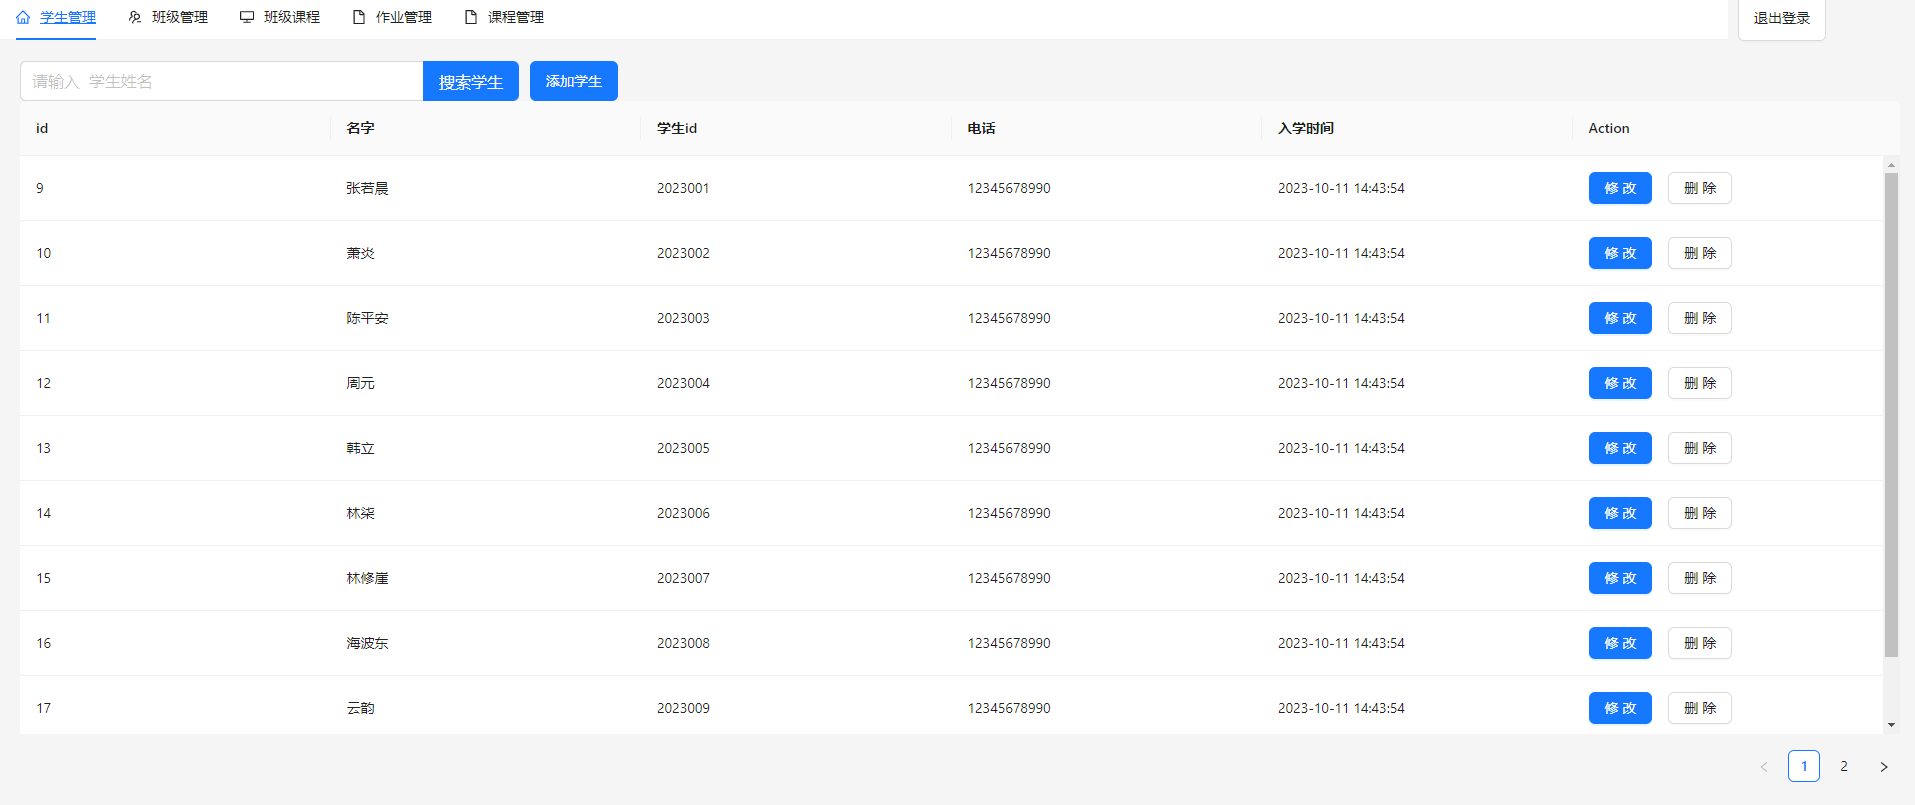 学生管理 班级管理 班级课程 作业管理 课程管理 退出登录
请输入 学生姓名 搜索学生 添加学生
id 名字 学生id 电话 入学时间 Action
9 张若晨 2023001 12345678990 2023-10-11 14:43:54 修改 删除
10 萧炎 2023002 12345678990 2023-10-11 14:43:54 修改 删除
11 陈平安 2023003 12345678990 2023-10-11 14:43:54 修改 删除
12 周元 2023004 12345678990 2023-10-11 14:43:54 修改 删除
13 韩立 2023005 12345678990 2023-10-11 14:43:54 修改 删除
14 林柒 2023006 12345678990 2023-10-11 14:43:54 修改 删除
15 林修崖 2023007 12345678990 2023-10-11 14:43:54 修改 删除
16 海波东 2023008 12345678990 2023-10-11 14:43:54 修改 删除
17 云韵 2023009 12345678990 2023-10-11 14:43:54 修改 删除
< 1 2 >